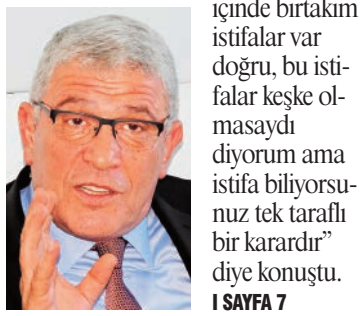 içinde birtakım
istifalar var
doğru, bu isti-
falar keşke ol-
masaydı
diyorum ama
istifa biliyorsu-
nuz tek taraflı
bir karardır”
diye konuştu.
I SAYFA 7